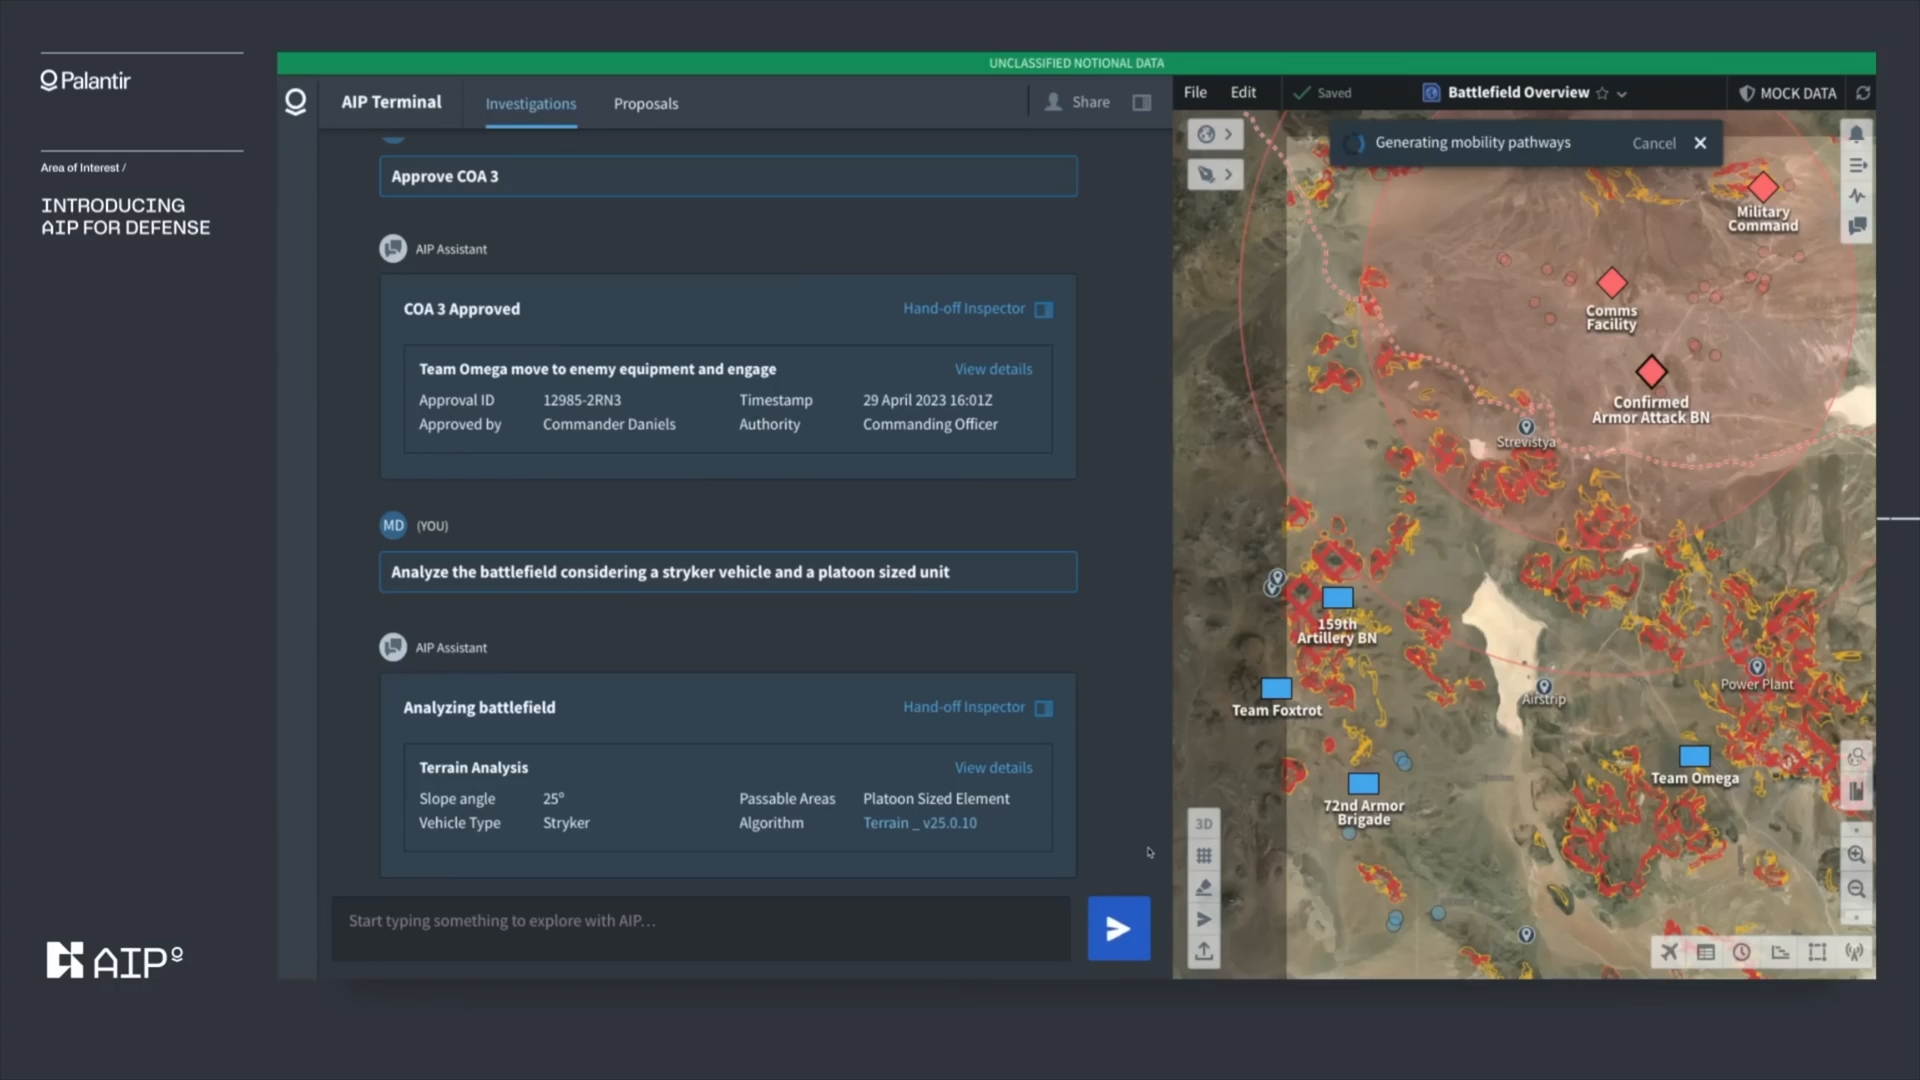 Palantir
Area of Interest /
INTRODUCING
AIP FOR DEFENSE
AIP
UNCLASSIFIED NOTIONAL DATA
AIP Terminal
Investigations
Proposals
Share
Approve COA 3
AIP Assistant
COA 3 Approved
Hand-off Inspector
Team Omega move to enemy equipment and engage
View details
Approval ID 12985-2RN3 Timestamp 29 April 2023 16:01Z
Approved by Commander Daniels Authority Commanding Officer
MD (YOU)
Analyze the battlefield considering a stryker vehicle and a platoon sized unit
AIP Assistant
Analyzing battlefield
Hand-off Inspector
Terrain Analysis
View details
Slope angle 25º Passable Areas Platoon Sized Element
Vehicle Type Stryker Algorithm Terrain _ v25.0.10
Start typing something to explore with AIP...
File Edit Saved Battlefield Overview MOCK DATA
Generating mobility pathways Cancel
Military
Command
Comms
Facility
Confirmed
Armor Attack BN
Strevistya
159th
Artillery BN
Power Plant
Airstrip
Team Foxtrot
Team Omega
72nd Armor
Brigade
3D